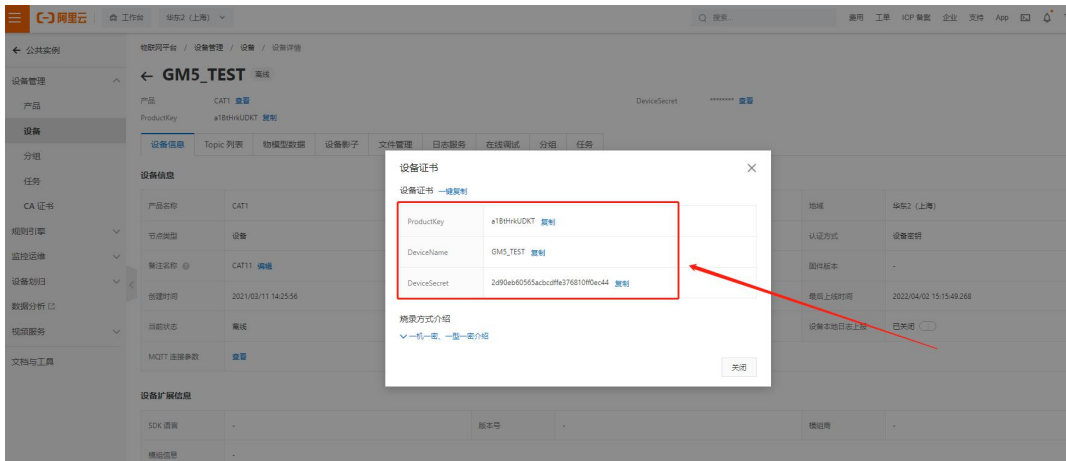 阿里云 工作台 华东2（上海） 搜索... 费用 工单 ICP 备案 企业 支持 App
公共实例
物联网平台 / 设备管理 / 设备 / 设备详情
设备管理
产品
设备
分组
任务
CA 证书
规则引擎
监控运维
设备划归
数据分析
视频服务
文档与工具
← GM5_TEST 离线
产品 CAT1 查看
DeviceSecret ******** 查看
ProductKey a1BtHrkUDKT 复制
设备信息 Topic 列表 物模型数据 设备影子 文件管理 日志服务 在线调试 分组 任务
设备信息
产品名称 CAT1 地域 华东2（上海）
节点类型 设备 认证方式 设备密钥
备注名称 CAT11 编辑 固件版本 -
创建时间 2021/03/11 14:25:56 最后上线时间 2022/04/02 15:15:49.268
当前状态 离线 设备本地日志上报 已关闭
MQTT 连接参数 查看
设备证书
设备证书 一键复制
ProductKey a1BtHrkUDKT 复制
DeviceName GM5_TEST 复制
DeviceSecret 2d90eb60565acbcdffe376810ff0ec44 复制
烧录方式介绍
一机一密、一型一密介绍
关闭
设备扩展信息
SDK 语言 - 版本号 - 模组商 -
模组信息 -